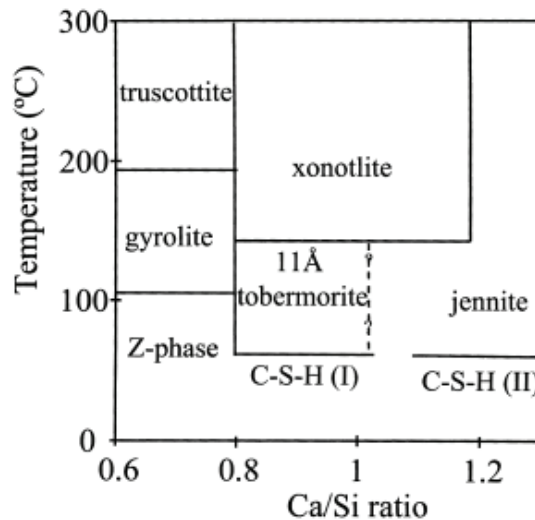 300
200
100
0
Temperature (ºC)
truscottite
xonotlite
gyrolite
11Å
tobermorite
jennite
Z-phase
C-S-H (I)
C-S-H (II)
0.6
0.8
1
1.2
Ca/Si ratio